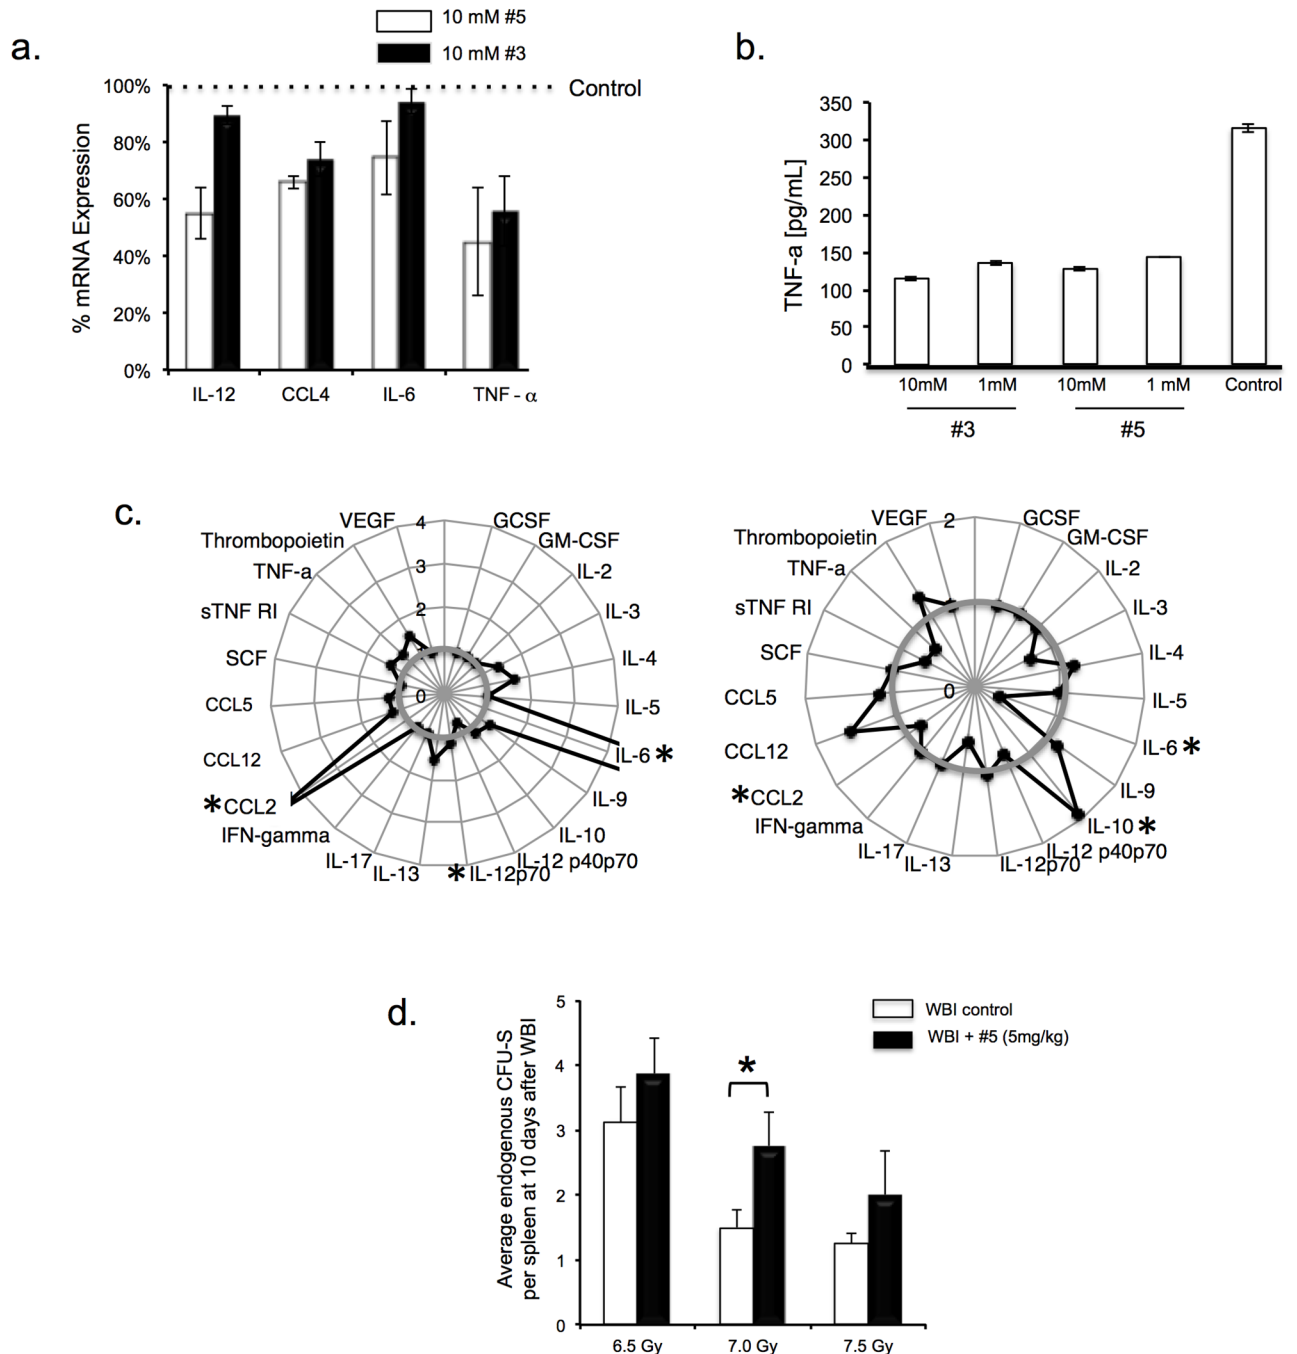 a.
10 mM #5
10 mM #3
% mRNA Expression
100%
80%
60%
40%
20%
0%
Control
IL-12 CCL4 IL-6 TNF - α
b.
TNF-a [pg/mL]
350
300
250
200
150
100
50
0
10mM 1mM 10mM 1 mM Control
#3 #5
c.
VEGF 4 GCSF
Thrombopoietin GM-CSF
TNF-a 3 IL-2
sTNF RI 2 IL-3
SCF IL-4
CCL5 0 IL-5
CCL12 IL-6 *
*CCL2 IL-9
IFN-gamma IL-10
IL-17 IL-12 p40p70
IL-13 * IL-12p70
VEGF 2 GCSF
Thrombopoietin GM-CSF
TNF-a IL-2
sTNF RI IL-3
SCF IL-4
CCL5 0 IL-5
CCL12 IL-6 *
*CCL2 IL-9
IFN-gamma IL-10 *
IL-17 IL-12 p40p70
IL-13 IL-12p70
d.
Average endogenous CFU-S
per spleen at 10 days after WBI
5
4
3
2
1
0
WBI control
WBI + #5 (5mg/kg)
*
6.5 Gy 7.0 Gy 7.5 Gy